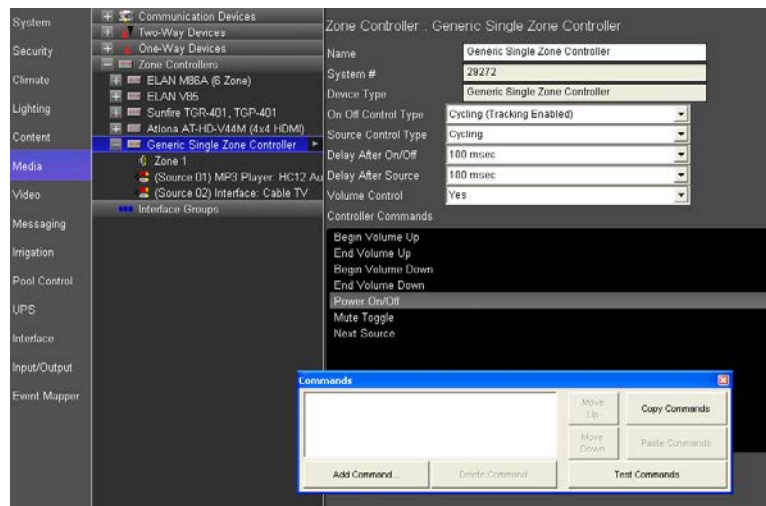 System
Security
Climate
Lighting
Content
Media
Video
Messaging
Irrigation
Pool Control
UPS
Interface
Input/Output
Event Mapper
Communication Devices
Two-Way Devices
One-Way Devices
Zone Controllers
ELAN M86A (6 Zone)
ELAN V85
Sunfire TGR-401, TGP-401
Atlona AT-HD-V44M (4x4 HDMI)
Generic Single Zone Controller
Zone 1
(Source 01) MP3 Player: HC12 Au
(Source 02) Interface: Cable TV
Interface Groups
Zone Controller : Generic Single Zone Controller
Name Generic Single Zone Controller
System # 29272
Device Type Generic Single Zone Controller
On Off Control Type Cycling (Tracking Enabled)
Source Control Type Cycling
Delay After On/Off 100 msec
Delay After Source 100 msec
Volume Control Yes
Controller Commands
Begin Volume Up
End Volume Up
Begin Volume Down
End Volume Down
Power On/Off
Mute Toggle
Next Source
Commands
Move Up
Copy Commands
Move Down
Paste Commands
Add Command...
Delete Command
Test Commands